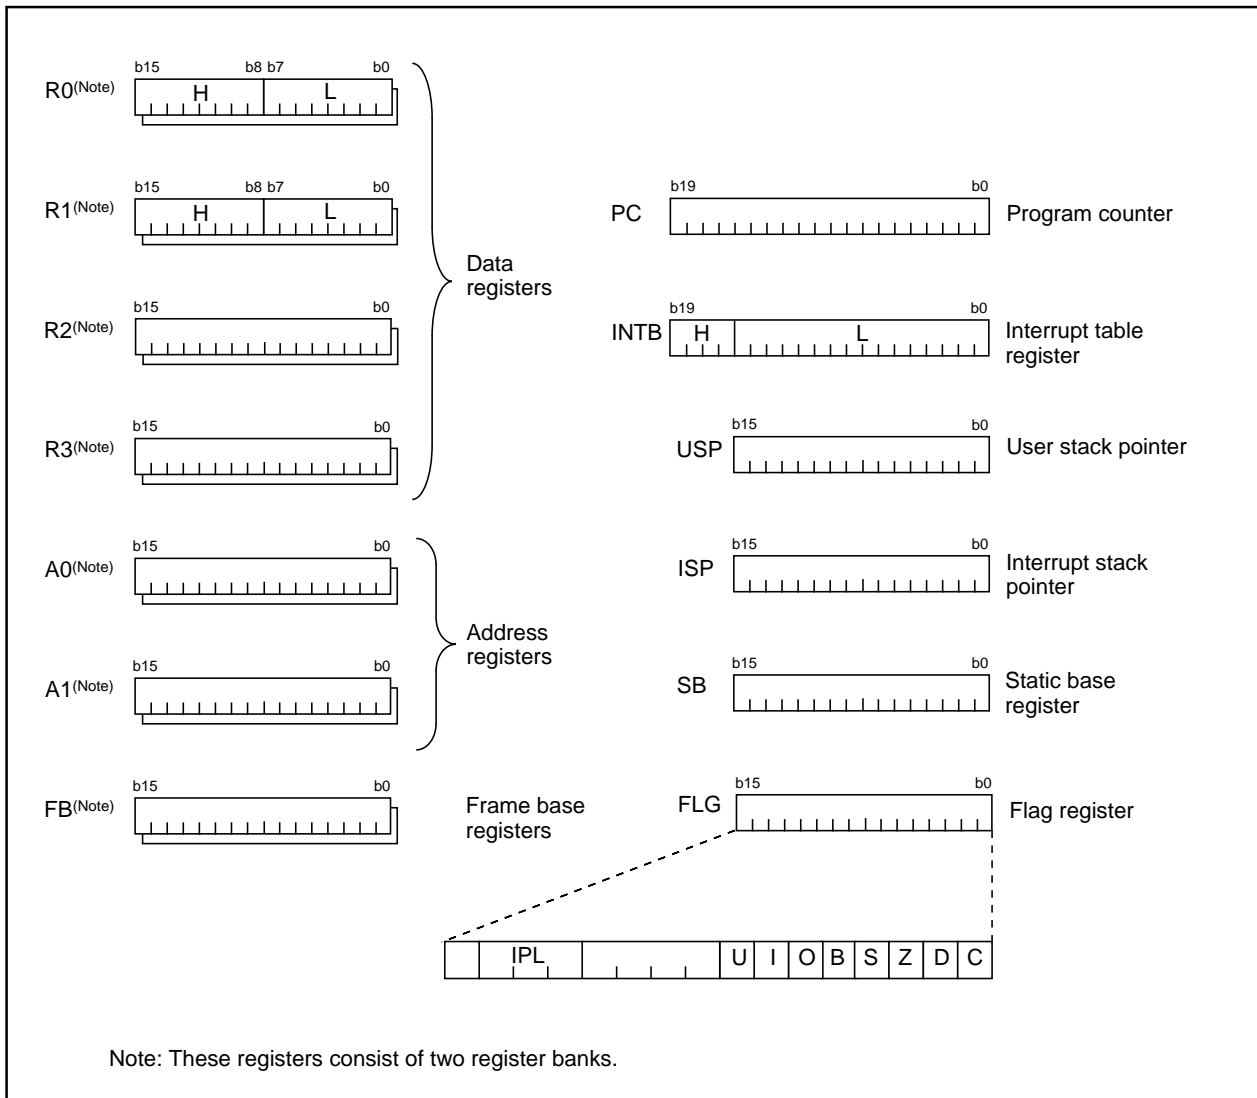 b15 b8 b7 b0
R0(Note) H L
b15 b8 b7 b0
R1(Note) H L
b15 b0
R2(Note)
b15 b0
R3(Note)
Data
registers
b15 b0
A0(Note)
b15 b0
A1(Note)
Address
registers
b15 b0
FB(Note)
Frame base
registers
b19 b0
PC Program counter
b19 b0
INTB H L Interrupt table
register
b15 b0
USP User stack pointer
b15 b0
ISP Interrupt stack
pointer
b15 b0
SB Static base
register
b15 b0
FLG Flag register
IPL U I O B S Z D C
Note: These registers consist of two register banks.